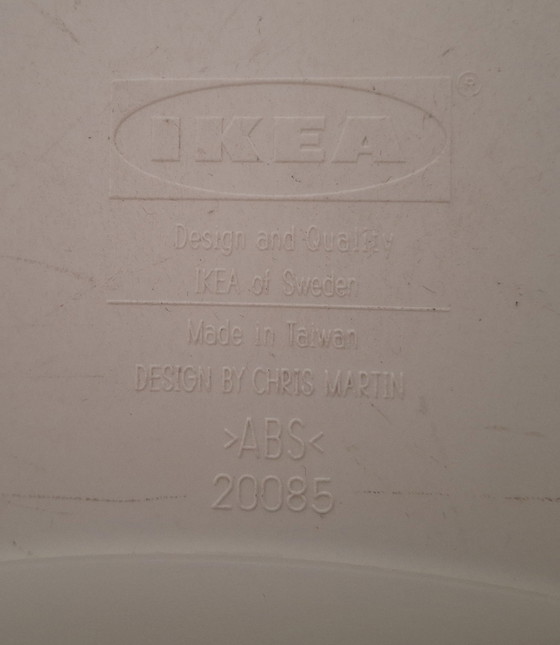 IKEA®
Design and Quality
IKEA of Sweden
Made in Taiwan
DESIGN BY CHRIS MARTIN
>ABS<
20085